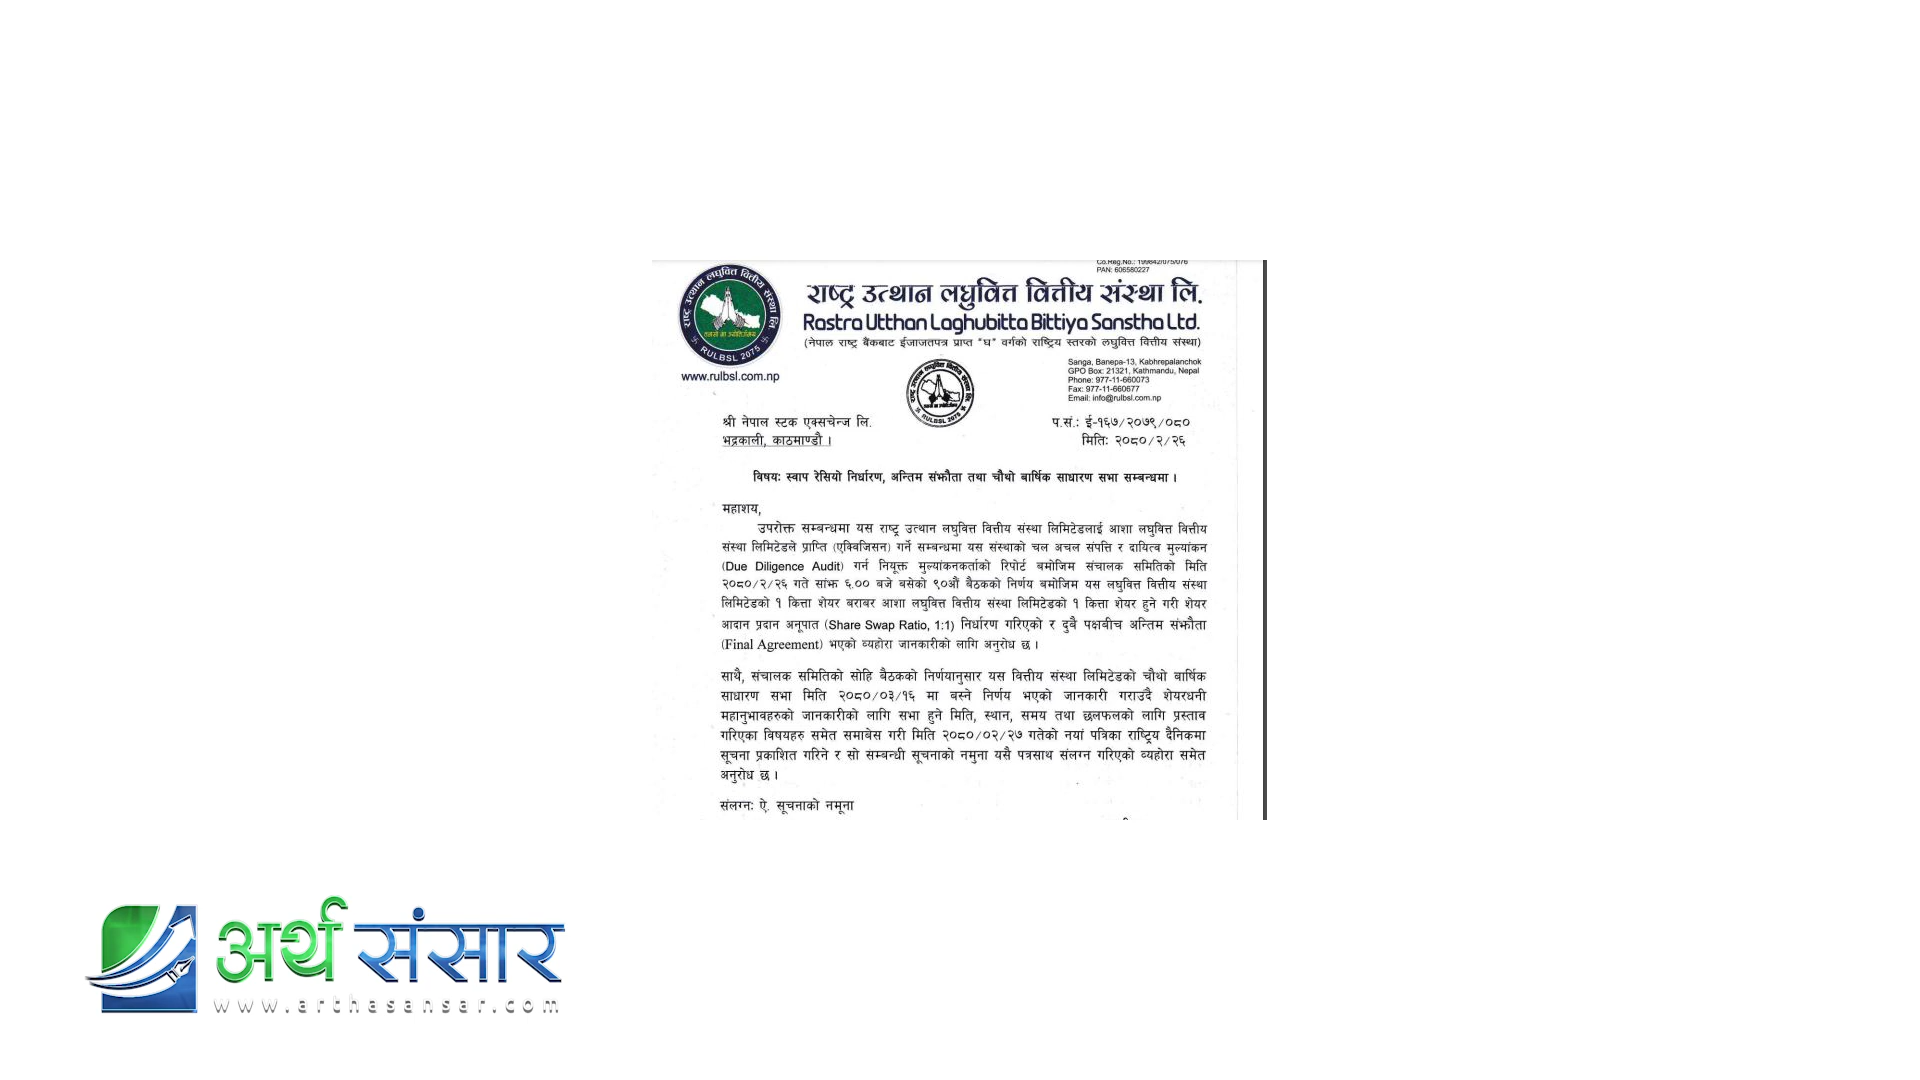 Co.Reg.No.: 199842/075/076
PAN: 606580227
राष्ट्र उत्थान लघुवित्त वित्तीय संस्था लि.
Rastra Utthan Laghubitta Bittiya Sanstha Ltd.
(नेपाल राष्ट्र बैंकबाट ईजाजतपत्र प्राप्त "घ" वर्गको राष्ट्रिय स्तरको लघुवित्त वित्तीय संस्था)
राष्ट्र उत्थान लघुवित्त वित्तीय संस्था लि
RULBSL 2075
www.rulbsl.com.np
Sanga, Banepa-13, Kabhrepalanchok
GPO Box: 21321, Kathmandu, Nepal
Phone: 977-11-660073
Fax: 977-11-660677
Email: info@rulbsl.com.np
RULBSL 2075
श्री नेपाल स्टक एक्सचेन्ज लि.
भद्रकाली, काठमाण्डौ ।
प.सं.: ई-१६७/२०७९/०८०
मितिः २०८०/२/२६
विषयः स्वाप रेसियो निर्धारण, अन्तिम संझौता तथा चौथो बार्षिक साधारण सभा सम्बन्धमा ।
महाशय,
उपरोक्त सम्बन्धमा यस राष्ट्र उत्थान लघुवित्त वित्तीय संस्था लिमिटेडलाई आशा लघुवित्त वित्तीय
संस्था लिमिटेडले प्राप्ति (एक्विजिसन) गर्ने सम्बन्धमा यस संस्थाको चल अचल संपत्ति र दायित्व मुल्यांकन
(Due Diligence Audit) गर्न नियूक्त मुल्यांकनकर्ताको रिपोर्ट बमोजिम संचालक समितिको मिति
२०८०/२/२६ गते सांझ ६.०० बजे बसेको ९०औं बैठकको निर्णय बमोजिम यस लघुवित्त वित्तीय संस्था
लिमिटेडको १ कित्ता शेयर बराबर आशा लघुवित्त वित्तीय संस्था लिमिटेडको १ कित्ता शेयर हुने गरी शेयर
आदान प्रदान अनूपात (Share Swap Ratio, 1:1) निर्धारण गरिएको र दुबै पक्षबीच अन्तिम संझौता
(Final Agreement) भएको व्यहोरा जानकारीको लागि अनुरोध छ ।
साथै, संचालक समितिको सोहि बैठकको निर्णयानुसार यस वित्तीय संस्था लिमिटेडको चौथो बार्षिक
साधारण सभा मिति २०८०/०३/१६ मा बस्ने निर्णय भएको जानकारी गराउँदै शेयरधनी
महानुभावहरुको जानकारीको लागि सभा हुने मिति, स्थान, समय तथा छलफलको लागि प्रस्ताव
गरिएका विषयहरु समेत समाबेस गरी मिति २०८०/०२/२७ गतेको नयां पत्रिका राष्ट्रिय दैनिकमा
सूचना प्रकाशित गरिने र सो सम्बन्धी सूचनाको नमुना यसै पत्रसाथ संलग्न गरिएको व्यहोरा समेत
अनुरोध छ ।
संलग्नः ऐ. सूचनाको नमूना
अर्थ संसार
www.arthasansar.com